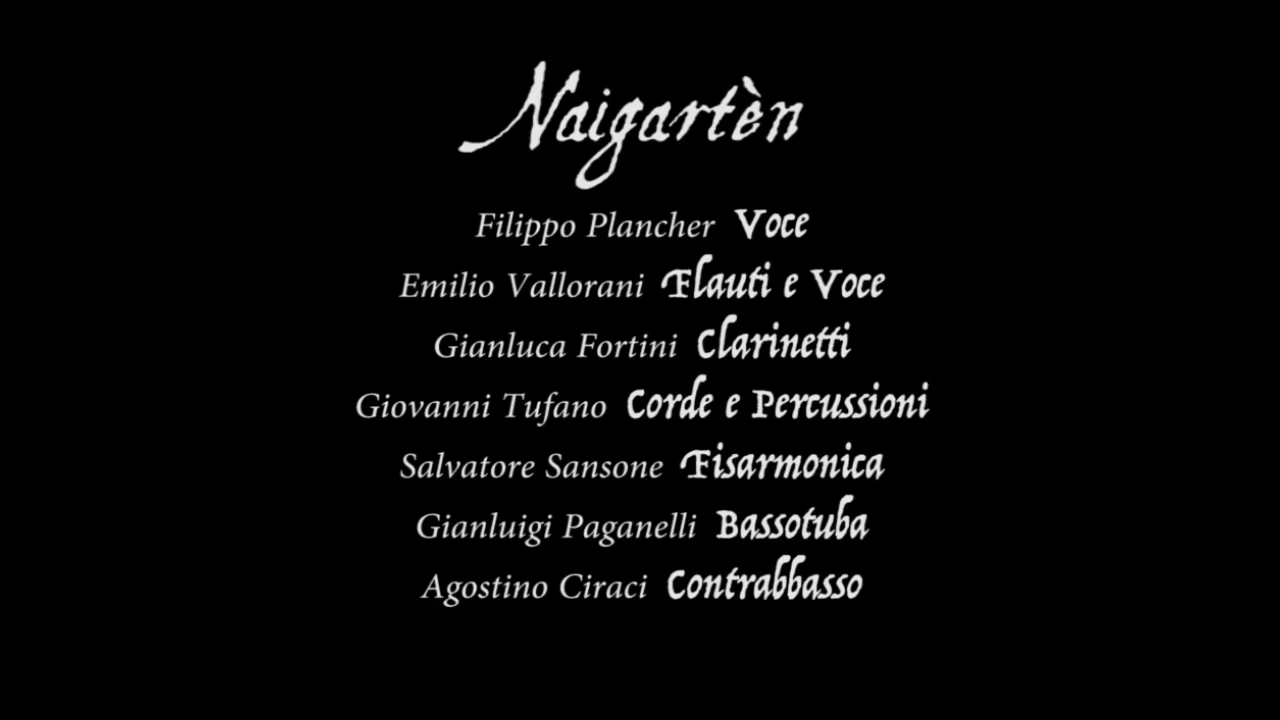 Naigartèn
Filippo Plancher Voce
Emilio Vallorani Flauti e Voce
Gianluca Fortini Clarinetti
Giovanni Tufano Corde e Percussioni
Salvatore Sansone Fisarmonica
Gianluigi Paganelli Bassotuba
Agostino Ciraci Contrabbasso